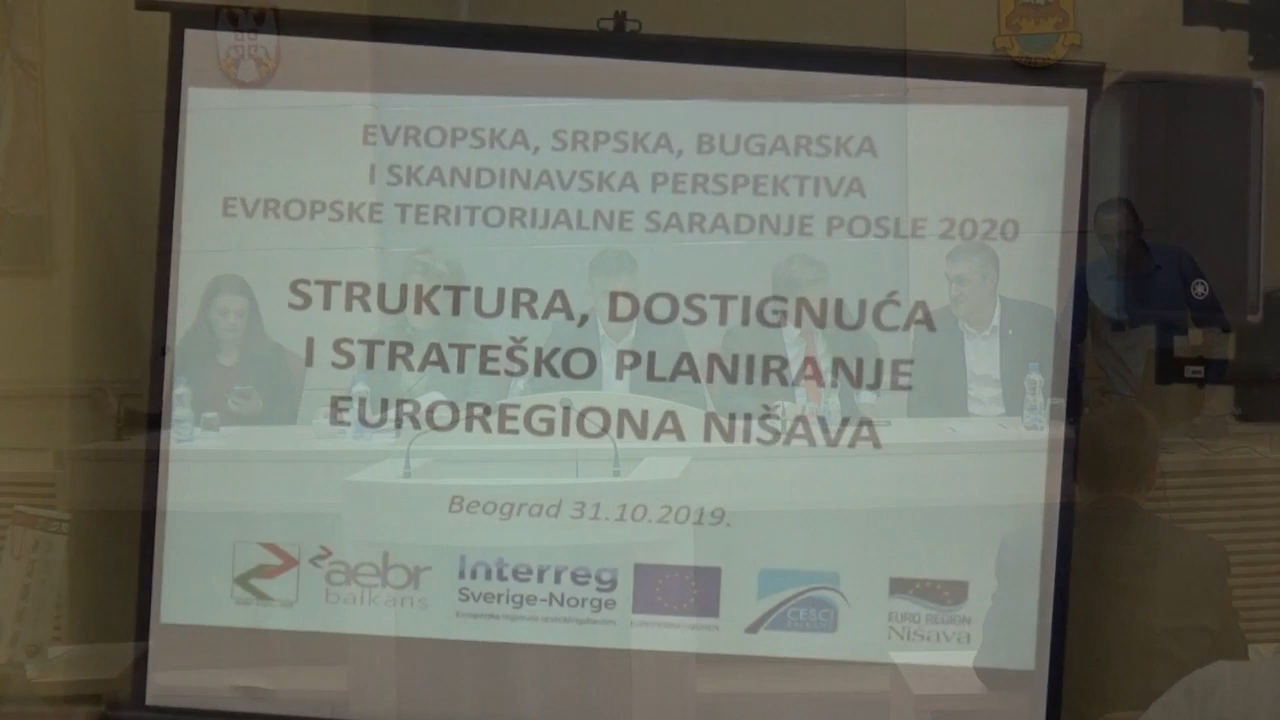 EVROPSKA, SRPSKA, BUGARSKA
I SKANDINAVSKA PERSPEKTIVA
EVROPSKE TERITORIJALNE SARADNJE POSLE 2020
STRUKTURA, DOSTIGNUĆA
I STRATEŠKO PLANIRANJE
EUROREGIONA NIŠAVA
Beograd 31.10.2019.
aebr
balkans
Interreg
Sverige-Norge
CESCI
EURO REGION
Nišava